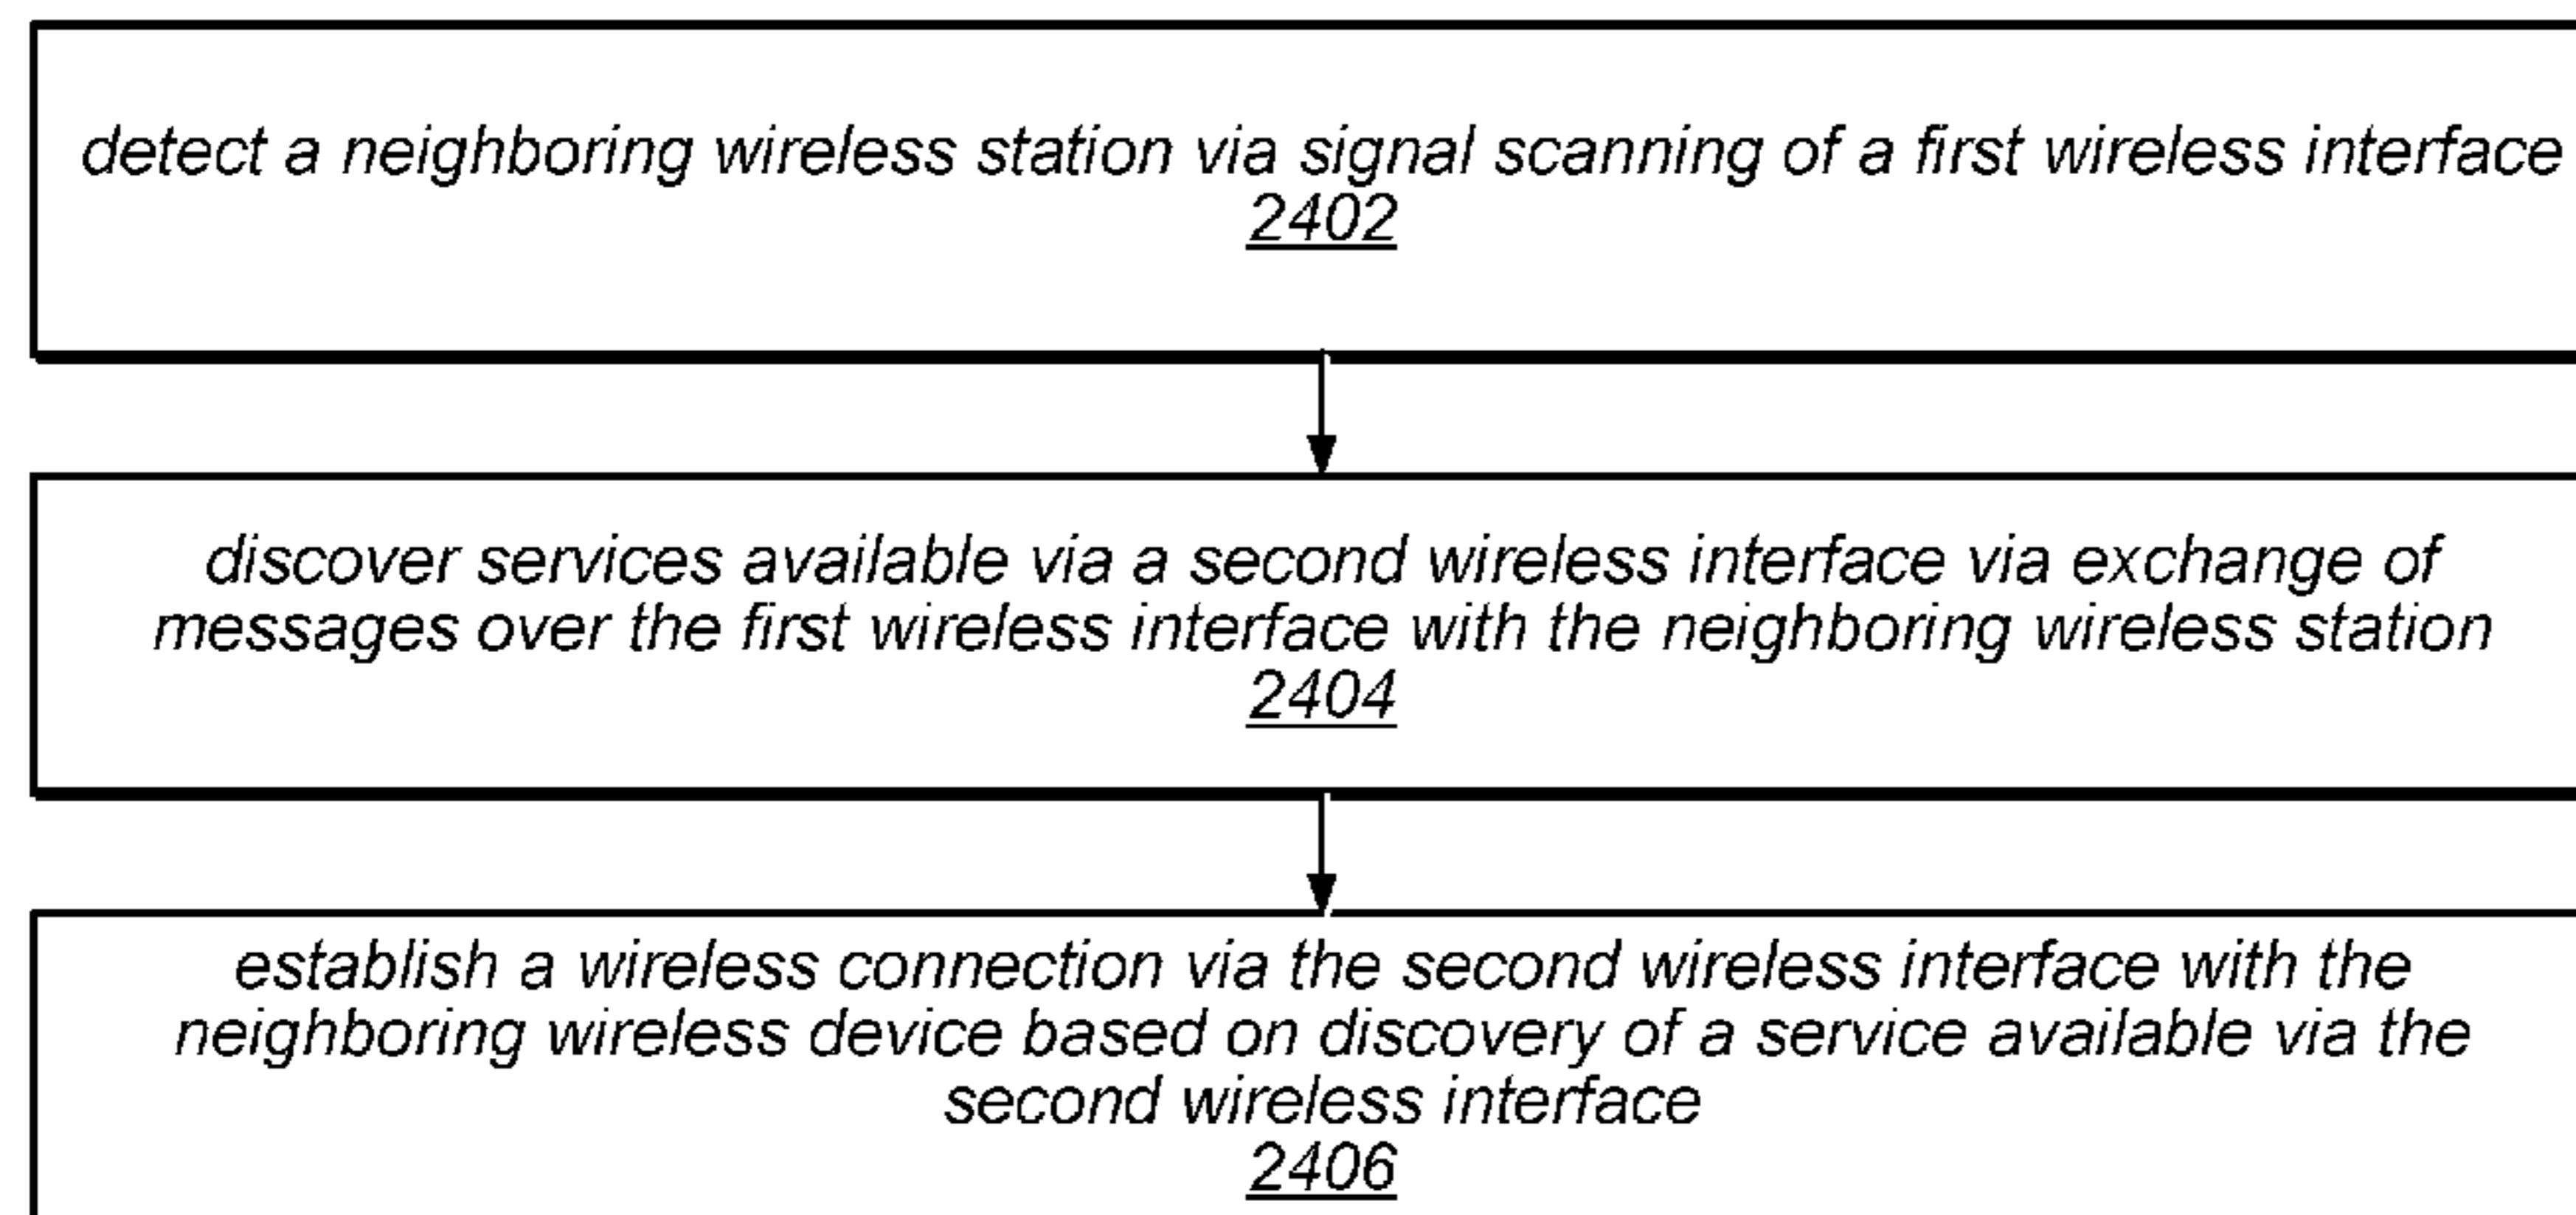 detect a neighboring wireless station via signal scanning of a first wireless interface
2402
discover services available via a second wireless interface via exchange of
messages over the first wireless interface with the neighboring wireless station
2404
establish a wireless connection via the second wireless interface with the
neighboring wireless device based on discovery of a service available via the
second wireless interface
2406